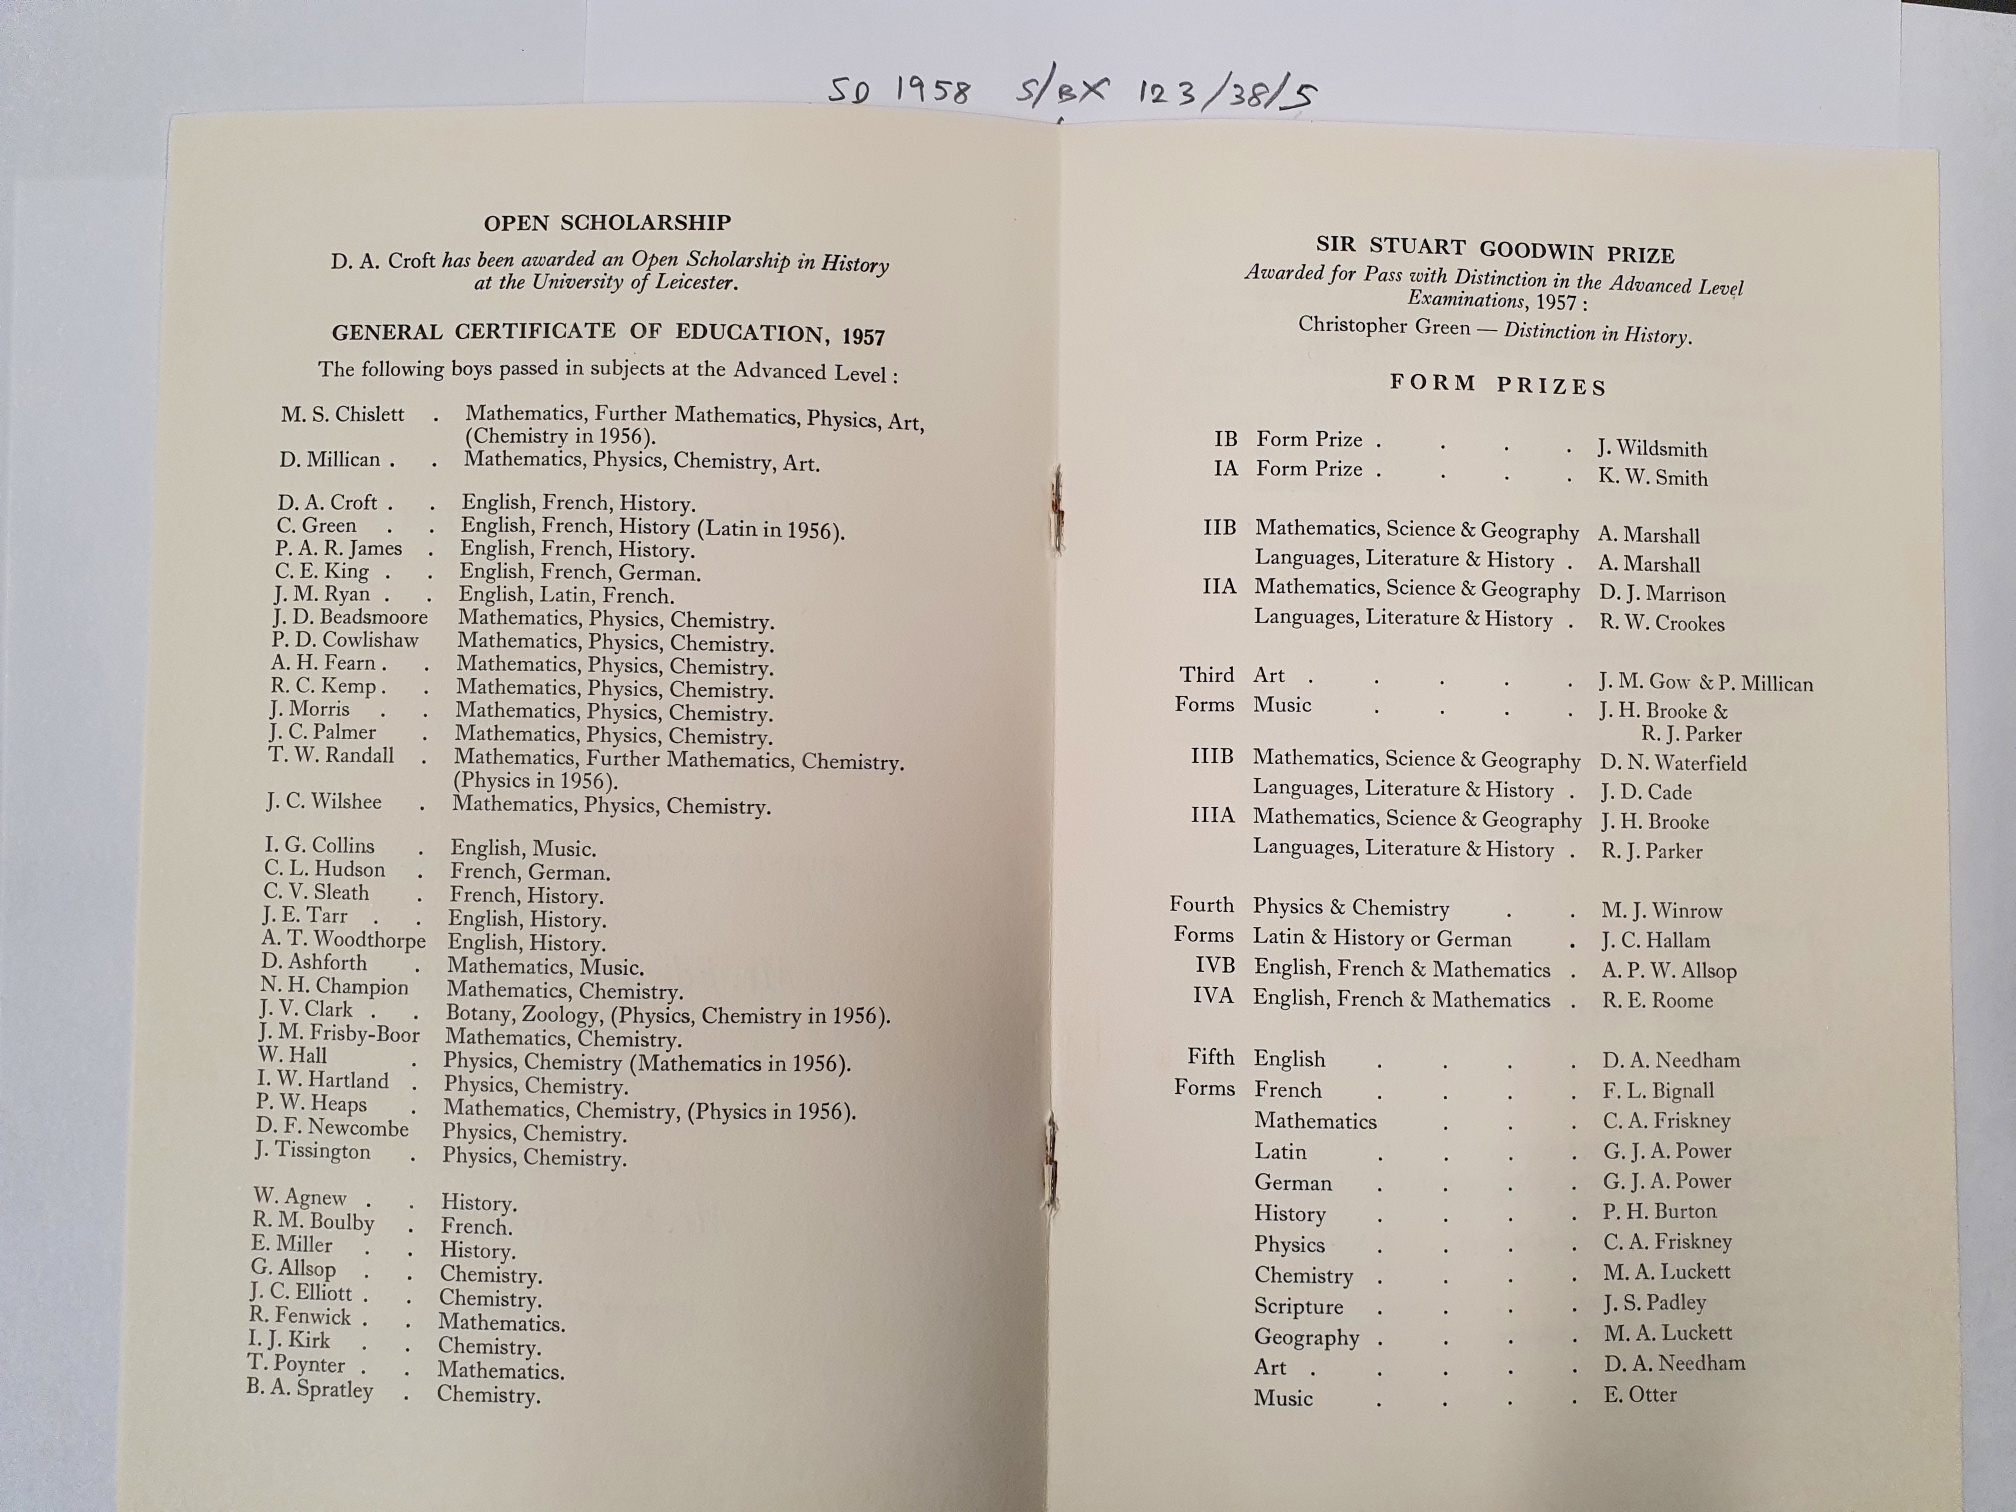 SD 1958 S/BX 123/38/5
OPEN SCHOLARSHIP
D. A. Croft has been awarded an Open Scholarship in History
at the University of Leicester.
GENERAL CERTIFICATE OF EDUCATION, 1957
The following boys passed in subjects at the Advanced Level :
M. S. Chislett . Mathematics, Further Mathematics, Physics, Art,
(Chemistry in 1956).
D. Millican . . Mathematics, Physics, Chemistry, Art.
D. A. Croft . . English, French, History.
C. Green . . English, French, History (Latin in 1956).
P. A. R. James . English, French, History.
C. E. King . . English, French, German.
J. M. Ryan . . English, Latin, French.
J. D. Beadsmoore Mathematics, Physics, Chemistry.
P. D. Cowlishaw Mathematics, Physics, Chemistry.
A. H. Fearn . . Mathematics, Physics, Chemistry.
R. C. Kemp . . Mathematics, Physics, Chemistry.
J. Morris . . Mathematics, Physics, Chemistry.
J. C. Palmer . Mathematics, Physics, Chemistry.
T. W. Randall . Mathematics, Further Mathematics, Chemistry.
(Physics in 1956).
J. C. Wilshee . Mathematics, Physics, Chemistry.
I. G. Collins . English, Music.
C. L. Hudson . French, German.
C. V. Sleath . French, History.
J. E. Tarr . . English, History.
A. T. Woodthorpe English, History.
D. Ashforth . Mathematics, Music.
N. H. Champion Mathematics, Chemistry.
J. V. Clark . . Botany, Zoology, (Physics, Chemistry in 1956).
J. M. Frisby-Boor Mathematics, Chemistry.
W. Hall . Physics, Chemistry (Mathematics in 1956).
I. W. Hartland . Physics, Chemistry.
P. W. Heaps . Mathematics, Chemistry, (Physics in 1956).
D. F. Newcombe Physics, Chemistry.
J. Tissington . Physics, Chemistry.
W. Agnew . . History.
R. M. Boulby . French.
E. Miller . . History.
G. Allsop . . Chemistry.
J. C. Elliott . . Chemistry.
R. Fenwick . . Mathematics.
I. J. Kirk . . Chemistry.
T. Poynter . . Mathematics.
B. A. Spratley . Chemistry.
SIR STUART GOODWIN PRIZE
Awarded for Pass with Distinction in the Advanced Level
Examinations, 1957 :
Christopher Green — Distinction in History.
FORM PRIZES
IB Form Prize . . . . J. Wildsmith
IA Form Prize . . . . K. W. Smith
IIB Mathematics, Science & Geography A. Marshall
Languages, Literature & History . A. Marshall
IIA Mathematics, Science & Geography D. J. Marrison
Languages, Literature & History . R. W. Crookes
Third Art . . . . . J. M. Gow & P. Millican
Forms Music . . . . J. H. Brooke &
R. J. Parker
IIIB Mathematics, Science & Geography D. N. Waterfield
Languages, Literature & History . J. D. Cade
IIIA Mathematics, Science & Geography J. H. Brooke
Languages, Literature & History . R. J. Parker
Fourth Physics & Chemistry . . M. J. Winrow
Forms Latin & History or German . J. C. Hallam
IVB English, French & Mathematics . A. P. W. Allsop
IVA English, French & Mathematics . R. E. Roome
Fifth English . . . . D. A. Needham
Forms French . . . . F. L. Bignall
Mathematics . . . C. A. Friskney
Latin . . . . G. J. A. Power
German . . . . G. J. A. Power
History . . . . P. H. Burton
Physics . . . . C. A. Friskney
Chemistry . . . . M. A. Luckett
Scripture . . . . J. S. Padley
Geography . . . . M. A. Luckett
Art . . . . . D. A. Needham
Music . . . . E. Otter